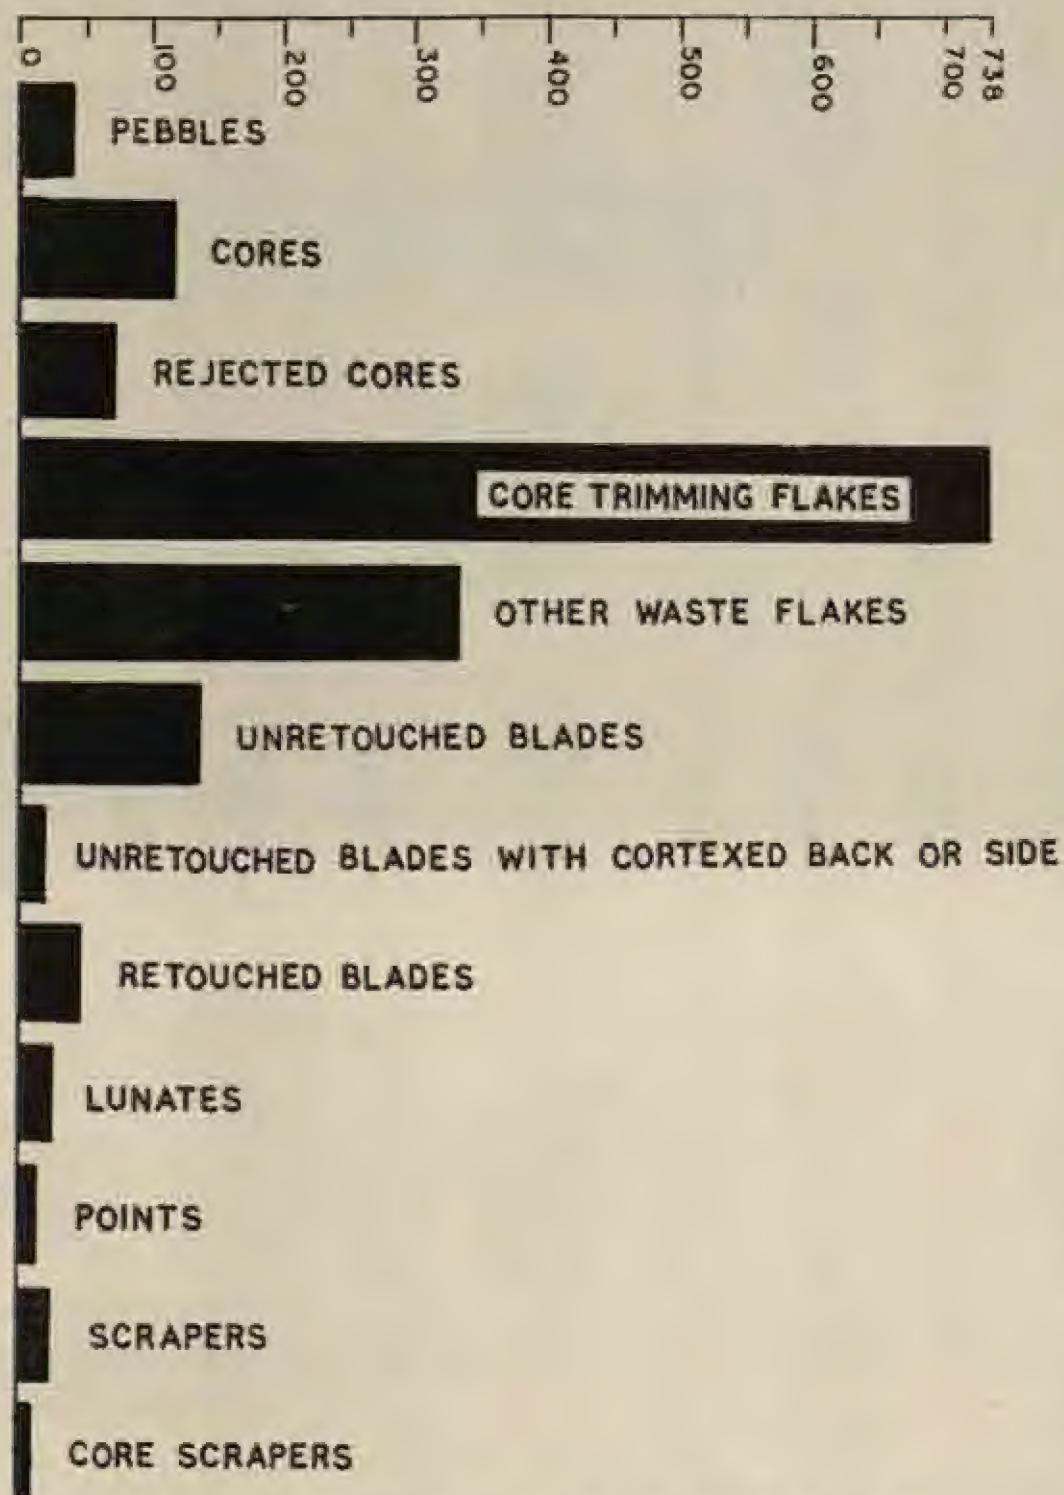 0 100 200 300 400 500 600 700 738
PEBBLES
CORES
REJECTED CORES
CORE TRIMMING FLAKES
OTHER WASTE FLAKES
UNRETOUCHED BLADES
UNRETOUCHED BLADES WITH CORTEXED BACK OR SIDE
RETOUCHED BLADES
LUNATES
POINTS
SCRAPERS
CORE SCRAPERS